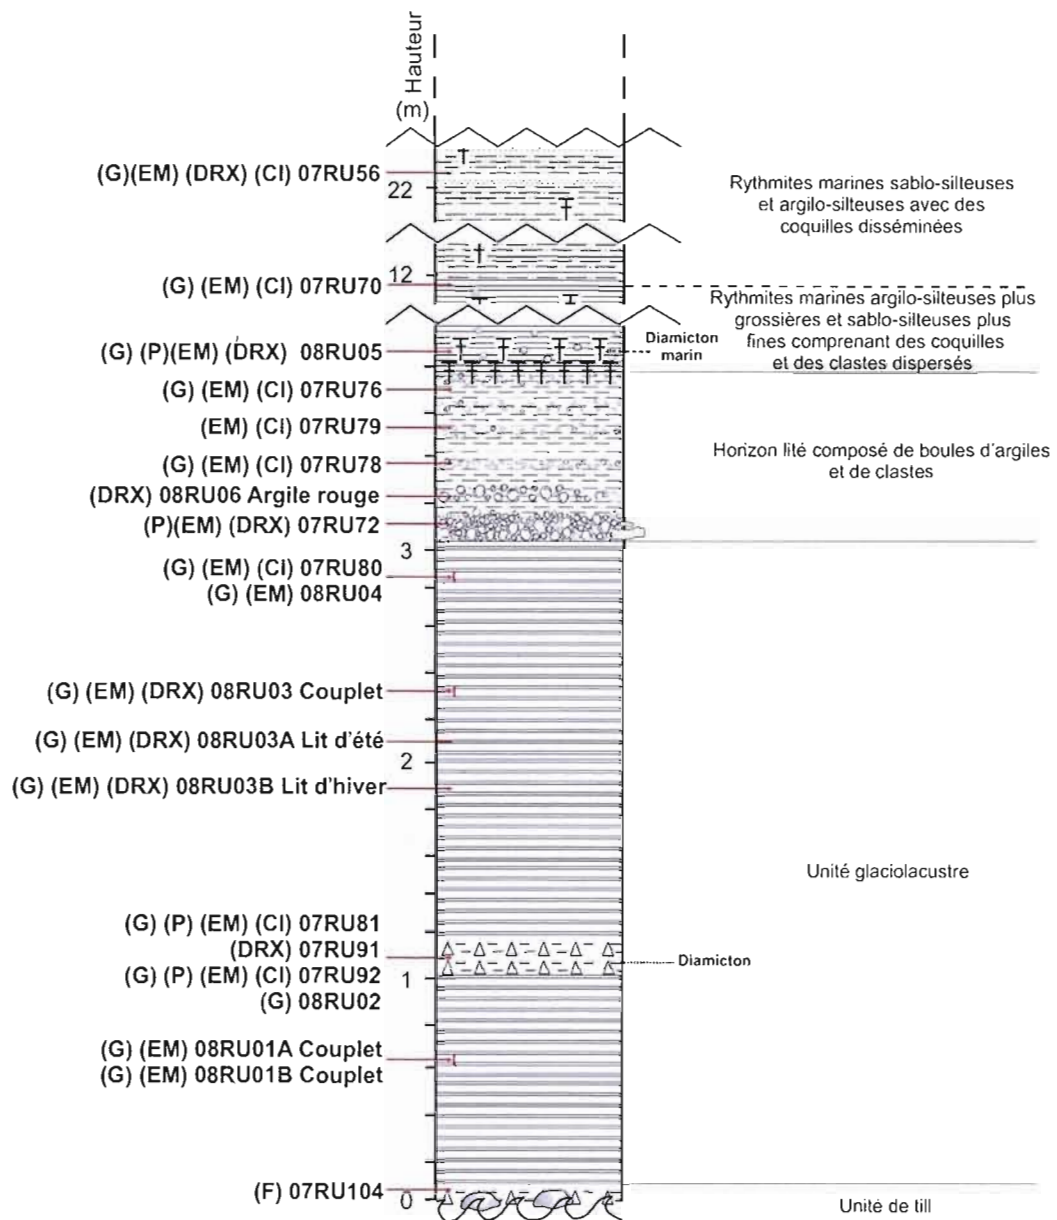 Hauteur
(m)
(G)(EM) (DRX) (CI) 07RU56
22
Rythmites marines sablo-silteuses
et argilo-silteuses avec des
coquilles disséminées
12
(G) (EM) (CI) 07RU70
Rythmites marines argilo-silteuses plus
grossières et sablo-silteuses plus
fines comprenant des coquilles
et des clastes dispersés
Diamicton
marin
(G) (P)(EM) (DRX) 08RU05
(G) (EM) (CI) 07RU76
(EM) (CI) 07RU79
Horizon lité composé de boules d'argiles
et de clastes
(G) (EM) (CI) 07RU78
(DRX) 08RU06 Argile rouge
(P)(EM) (DRX) 07RU72
3
(G) (EM) (CI) 07RU80
(G) (EM) 08RU04
(G) (EM) (DRX) 08RU03 Couplet
(G) (EM) (DRX) 08RU03A Lit d'été
2
(G) (EM) (DRX) 08RU03B Lit d'hiver
Unité glaciolacustre
(G) (P) (EM) (CI) 07RU81
(DRX) 07RU91
Diamicton
(G) (P) (EM) (CI) 07RU92
1
(G) 08RU02
(G) (EM) 08RU01A Couplet
(G) (EM) 08RU01B Couplet
(F) 07RU104
0
Unité de till